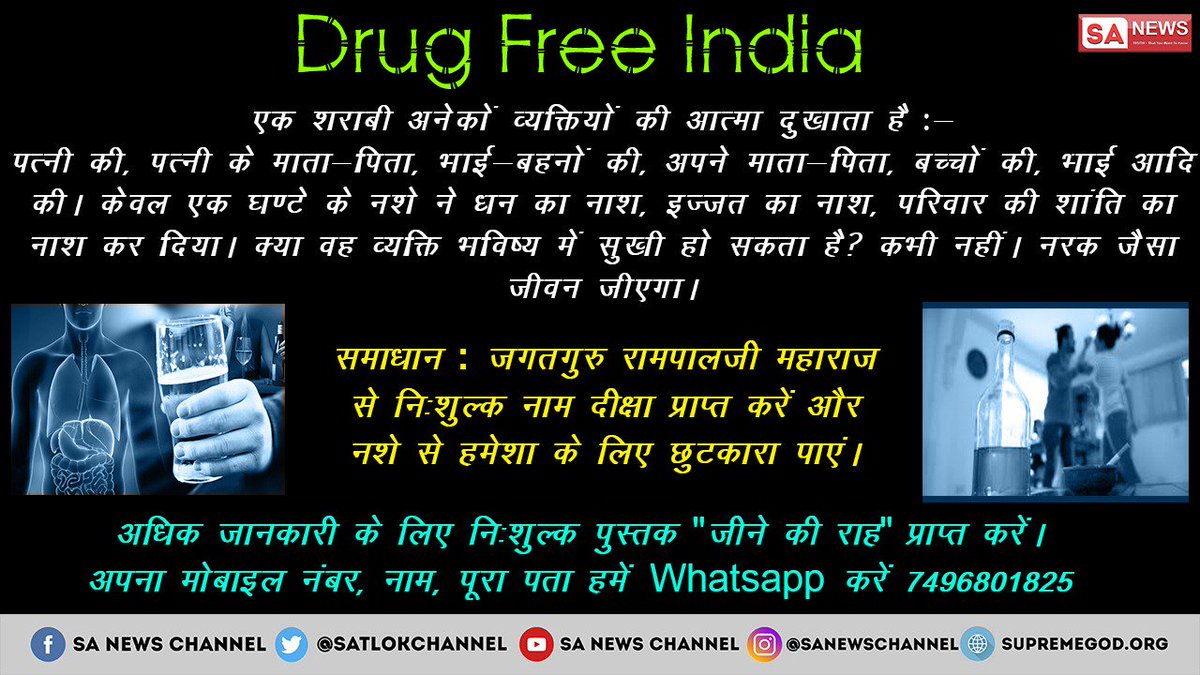 Drug Free India
SA NEWS
एक शराबी अनेकों व्यक्तियों की आत्मा दुखाता है :–
पत्नी की, पत्नी के माता–पिता, भाई–बहनों की, अपने माता–पिता, बच्चों की, भाई आदि
की। केवल एक घण्टे के नशे ने धन का नाश, इज्जत का नाश, परिवार की शांति का
नाश कर दिया। क्या वह व्यक्ति भविष्य में सुखी हो सकता है? कभी नहीं। नरक जैसा
जीवन जीएगा।
समाधान : जगतगुरु रामपालजी महाराज
से निःशुल्क नाम दीक्षा प्राप्त करें और
नशे से हमेशा के लिए छुटकारा पाएं।
अधिक जानकारी के लिए निःशुल्क पुस्तक "जीने की राह" प्राप्त करें।
अपना मोबाइल नंबर, नाम, पूरा पता हमें Whatsapp करें 7496801825
SA NEWS CHANNEL @SATLOKCHANNEL SA NEWS CHANNEL @SANEWSCHANNEL SUPREMEGOD.ORG